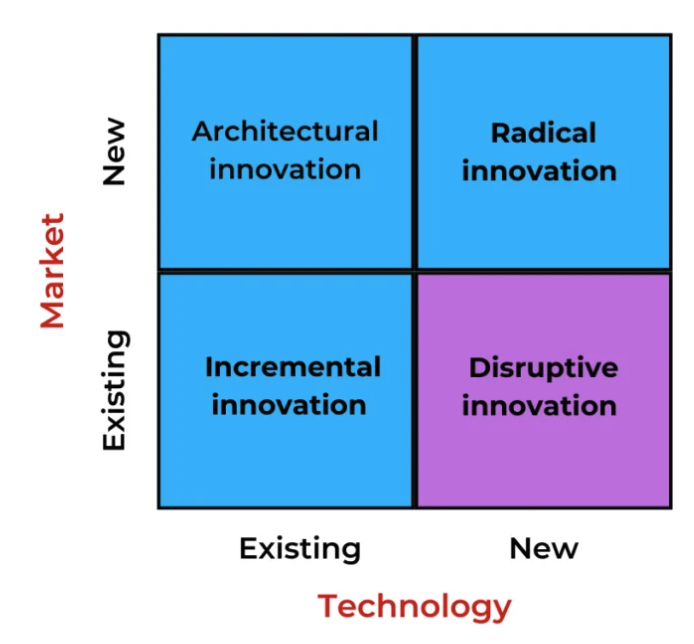 New
Architectural
innovation
Radical
innovation
Market
Existing
Incremental
innovation
Disruptive
innovation
Existing
New
Technology